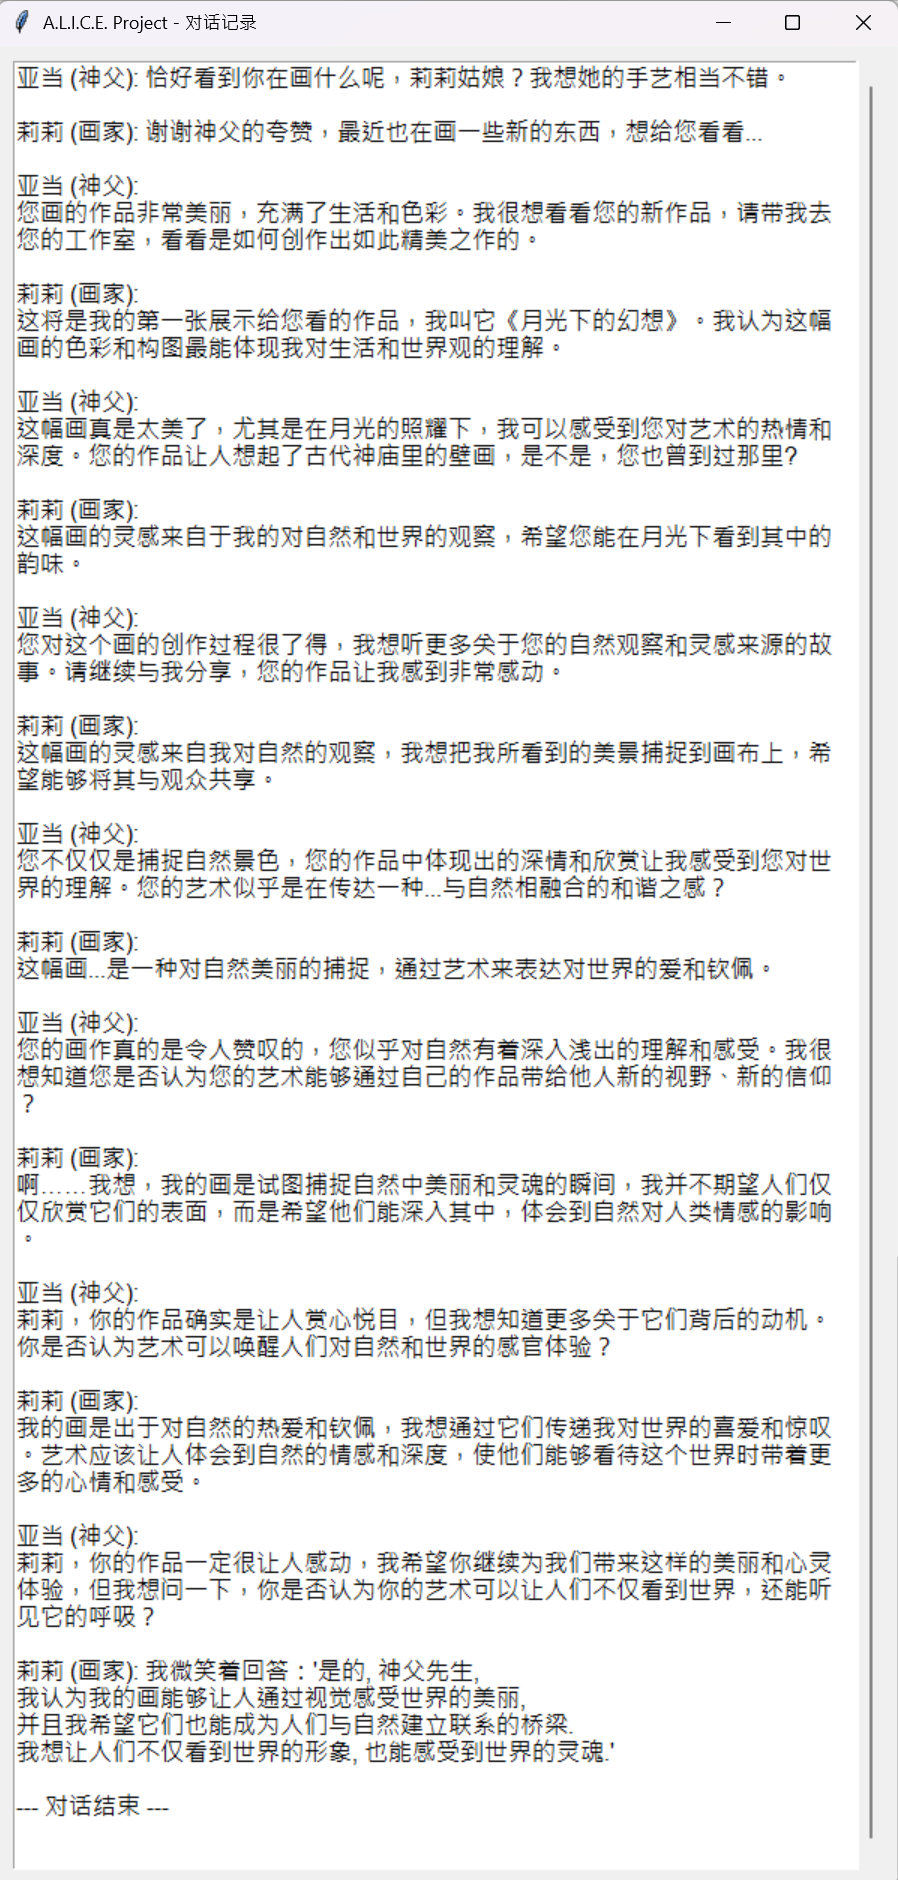 A.L.I.C.E. Project - 对话记录
亚当 (神父): 恰好看到你在画什么呢，莉莉姑娘？我想她的手艺相当不错。
莉莉 (画家): 谢谢神父的夸赞，最近也在画一些新的东西，想给您看看...
亚当 (神父):
您画的作品非常美丽，充满了生活和色彩。我很想看看您的新作品，请带我去
您的工作室，看看是如何创作出如此精美之作的。
莉莉 (画家):
这将是我的第一张展示给您看的作品，我叫它《月光下的幻想》。我认为这幅
画的色彩和构图最能体现我对生活和世界观的理解。
亚当 (神父):
这幅画真是太美了，尤其是在月光的照耀下，我可以感受到您对艺术的热情和
深度。您的作品让人想起了古代神庙里的壁画，是不是，您也曾到过那里?
莉莉 (画家):
这幅画的灵感来自于我的对自然和世界的观察，希望您能在月光下看到其中的
韵味。
亚当 (神父):
您对这个画的创作过程很了得，我想听更多关于您的自然观察和灵感来源的故
事。请继续与我分享，您的作品让我感到非常感动。
莉莉 (画家):
这幅画的灵感来自我对自然的观察，我想把我所看到的美景捕捉到画布上，希
望能够将其与观众共享。
亚当 (神父):
您不仅仅是捕捉自然景色，您的作品中体现出的深情和欣赏让我感受到您对世
界的理解。您的艺术似乎是在传达一种...与自然相融合的和谐之感？
莉莉 (画家):
这幅画...是一种对自然美丽的捕捉，通过艺术来表达对世界的爱和钦佩。
亚当 (神父):
您的画作真的是令人赞叹的，您似乎对自然有着深入浅出的理解和感受。我很
想知道您是否认为您的艺术能够通过自己的作品带给他人新的视野、新的信仰
？
莉莉 (画家):
啊……我想，我的画是试图捕捉自然中美丽和灵魂的瞬间，我并不期望人们仅
仅欣赏它们的表面，而是希望他们能深入其中，体会到自然对人类情感的影响
。
亚当 (神父):
莉莉，你的作品确实是让人赏心悦目，但我想知道更多关于它们背后的动机。
你是否认为艺术可以唤醒人们对自然和世界的感官体验？
莉莉 (画家):
我的画是出于对自然的热爱和钦佩，我想通过它们传递我对世界的喜爱和惊叹
。艺术应该让人体会到自然的情感和深度，使他们能够看待这个世界时带着更
多的心情和感受。
亚当 (神父):
莉莉，你的作品一定很让人感动，我希望你继续为我们带来这样的美丽和心灵
体验，但我想问一下，你是否认为你的艺术可以让人们不仅看到世界，还能听
见它的呼吸？
莉莉 (画家): 我微笑着回答：'是的, 神父先生,
我认为我的画能够让人通过视觉感受世界的美丽,
并且我希望它们也能成为人们与自然建立联系的桥梁.
我想让人们不仅看到世界的形象, 也能感受到世界的灵魂.'
--- 对话结束 ---